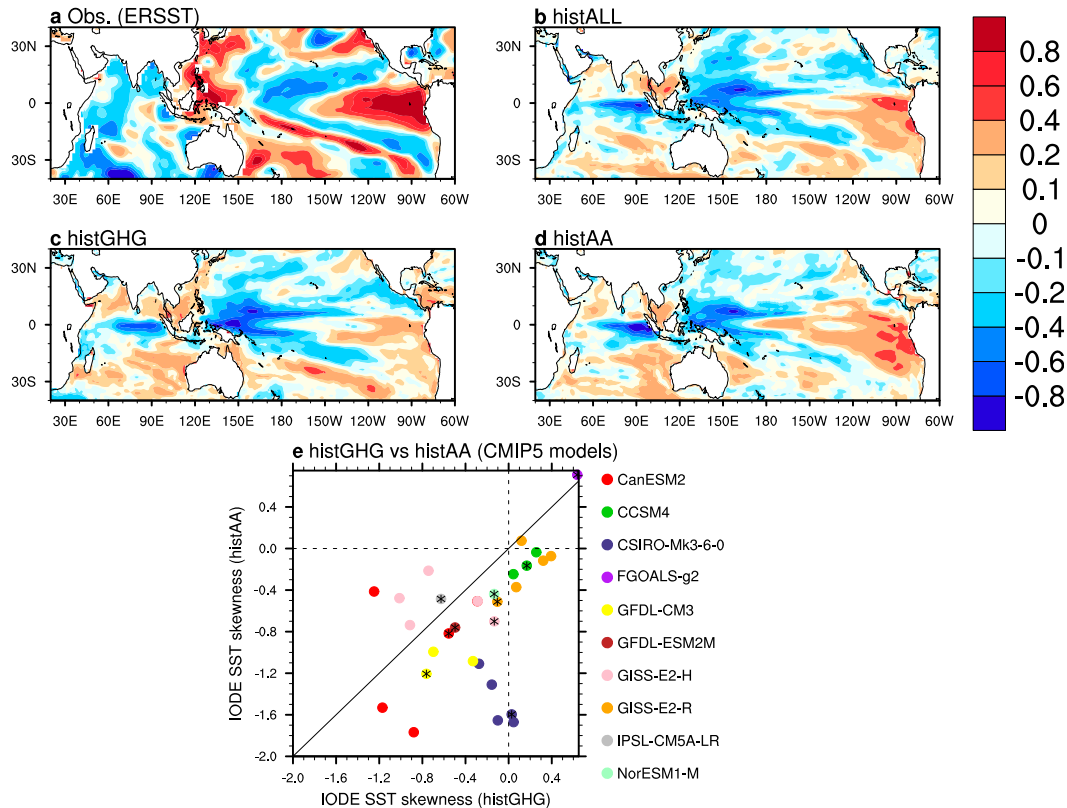 a Obs. (ERSST)
b histALL
30N
0
30S
30E 60E 90E 120E 150E 180E 150W 120W 90W 60W
30N
0
30S
30E 60E 90E 120E 150E 180E 150W 120W 90W 60W
c histGHG
d histAA
30N
0
30S
30E 60E 90E 120E 150E 180E 150W 120W 90W 60W
30N
0
30S
30E 60E 90E 120E 150E 180E 150W 120W 90W 60W
0.8
0.6
0.4
0.2
0.1
0
-0.1
-0.2
-0.4
-0.6
-0.8
e histGHG vs histAA (CMIP5 models)
IODE SST skewness (histAA)
0.4
0.0
-0.4
-0.8
-1.2
-1.6
-2.0
-2.0 -1.6 -1.2 -0.8 -0.4 0.0 0.4
IODE SST skewness (histGHG)
CanESM2
CCSM4
CSIRO-Mk3-6-0
FGOALS-g2
GFDL-CM3
GFDL-ESM2M
GISS-E2-H
GISS-E2-R
IPSL-CM5A-LR
NorESM1-M